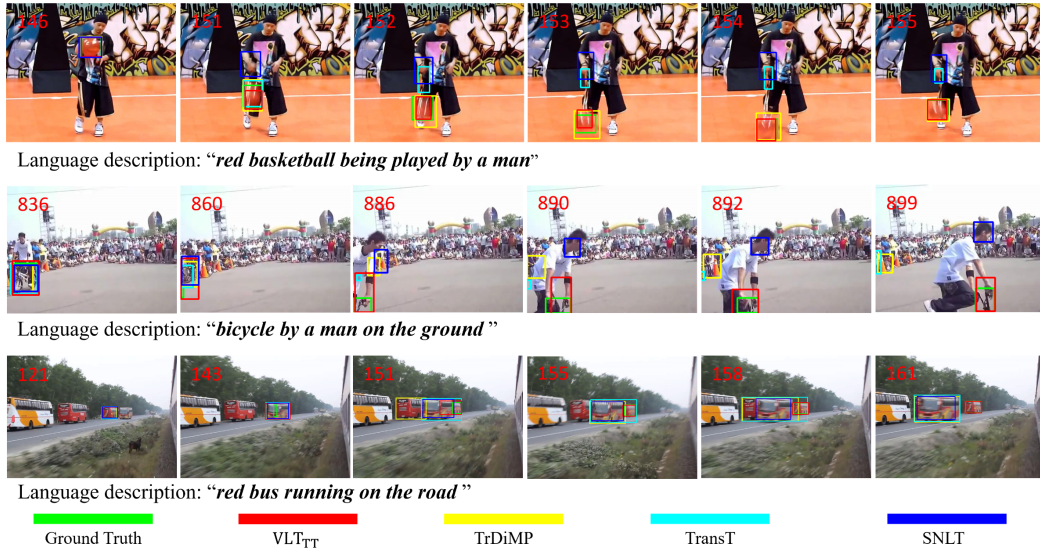 146 151 152 153 154 155
Language description: “red basketball being played by a man”
836 860 886 890 892 899
Language description: “bicycle by a man on the ground ”
121 143 151 155 158 161
Language description: “red bus running on the road ”
Ground Truth VLT_TT TrDiMP TransT SNLT